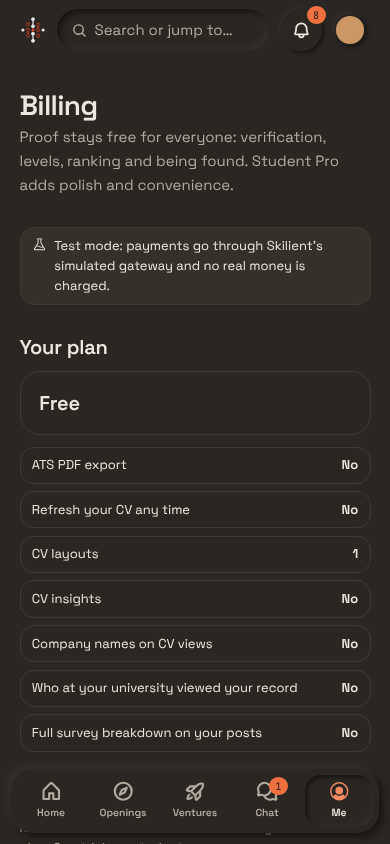 Search or jump to...
8
Billing
Proof stays free for everyone: verification,
levels, ranking and being found. Student Pro
adds polish and convenience.
Test mode: payments go through Skilient's
simulated gateway and no real money is
charged.
Your plan
Free
ATS PDF export No
Refresh your CV any time No
CV layouts 1
CV insights No
Company names on CV views No
Who at your university viewed your record No
Full survey breakdown on your posts No
1
Home Openings Ventures Chat Me